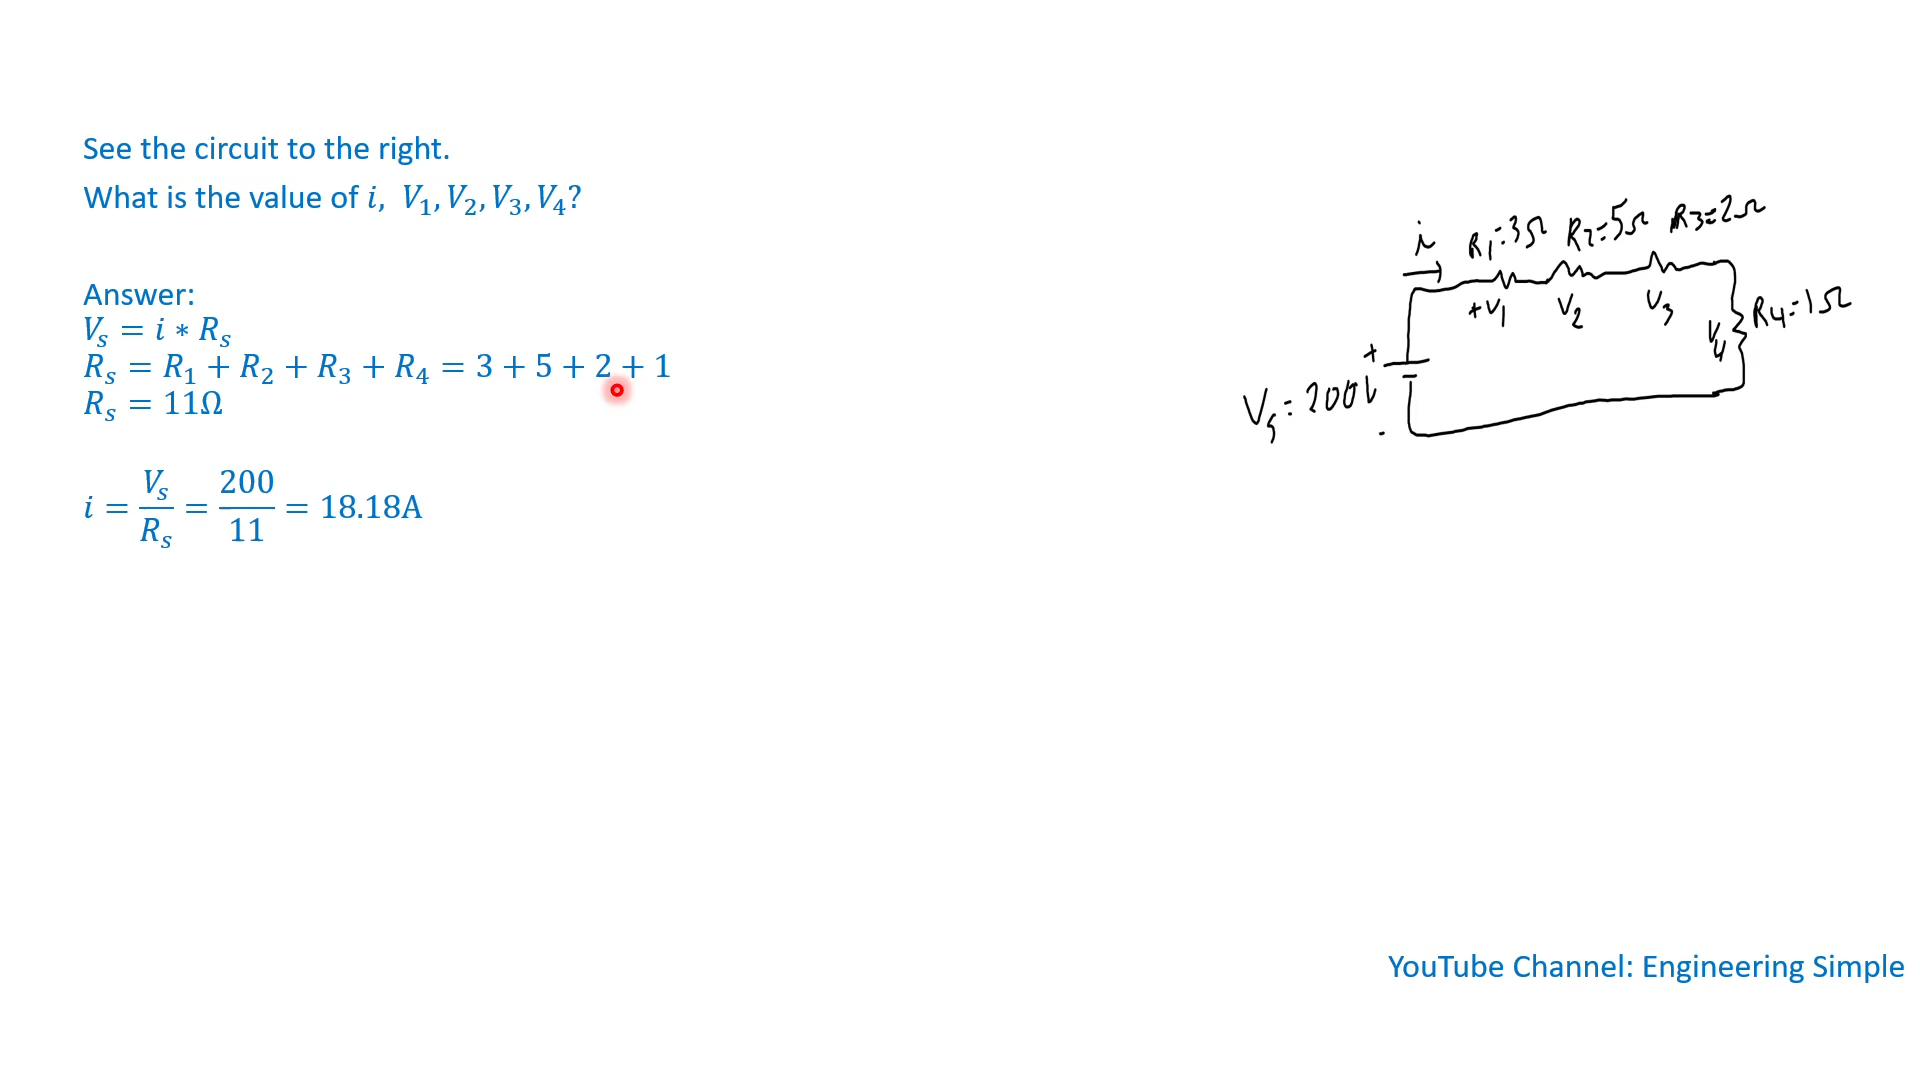 See the circuit to the right.
What is the value of i, V₁, V₂, V₃, V₄?
Answer:
Vₛ = i ∗ Rₛ
Rₛ = R₁ + R₂ + R₃ + R₄ = 3 + 5 + 2 + 1
Rₛ = 11Ω
i = Vₛ/Rₛ = 200/11 = 18.18A
i R₁=3Ω R₂=5Ω R₃=2Ω
+V₁ V₂ V₃ V₄ R₄=1Ω
+
Vₛ=200V
-
YouTube Channel: Engineering Simple